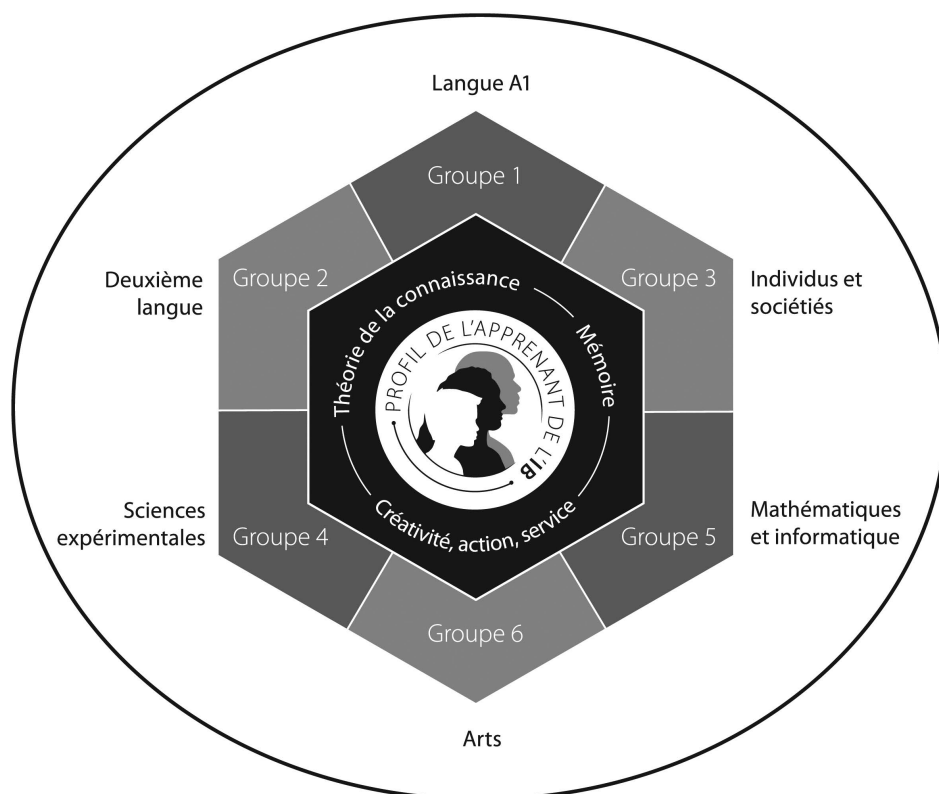 Langue A1
Groupe 1
Deuxième
langue
Groupe 2
Groupe 3
Individus et
sociétiés
Théorie de la connaissance
Mémoire
PROFIL DE L'APPRENANT DE L'IB
Créativité, action, service
Sciences
expérimentales
Groupe 4
Groupe 5
Mathématiques
et informatique
Groupe 6
Arts